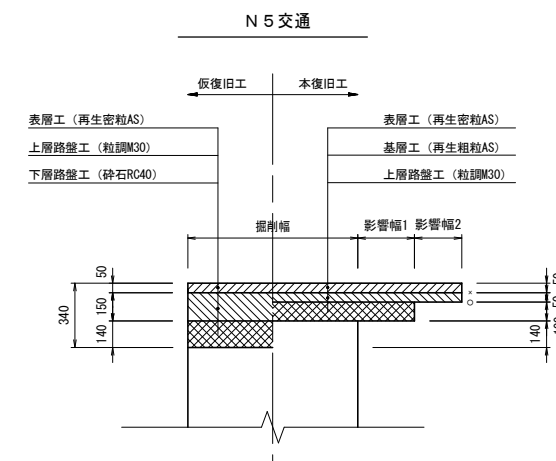 N5交通
仮復旧工 本復旧工
表層工（再生密粒AS） 表層工（再生密粒AS）
上層路盤工（粒調M30） 基層工（再生粗粒AS）
下層路盤工（砕石RC40） 上層路盤工（粒調M30）
掘削幅 影響幅1 影響幅2
50
340 150
140 140